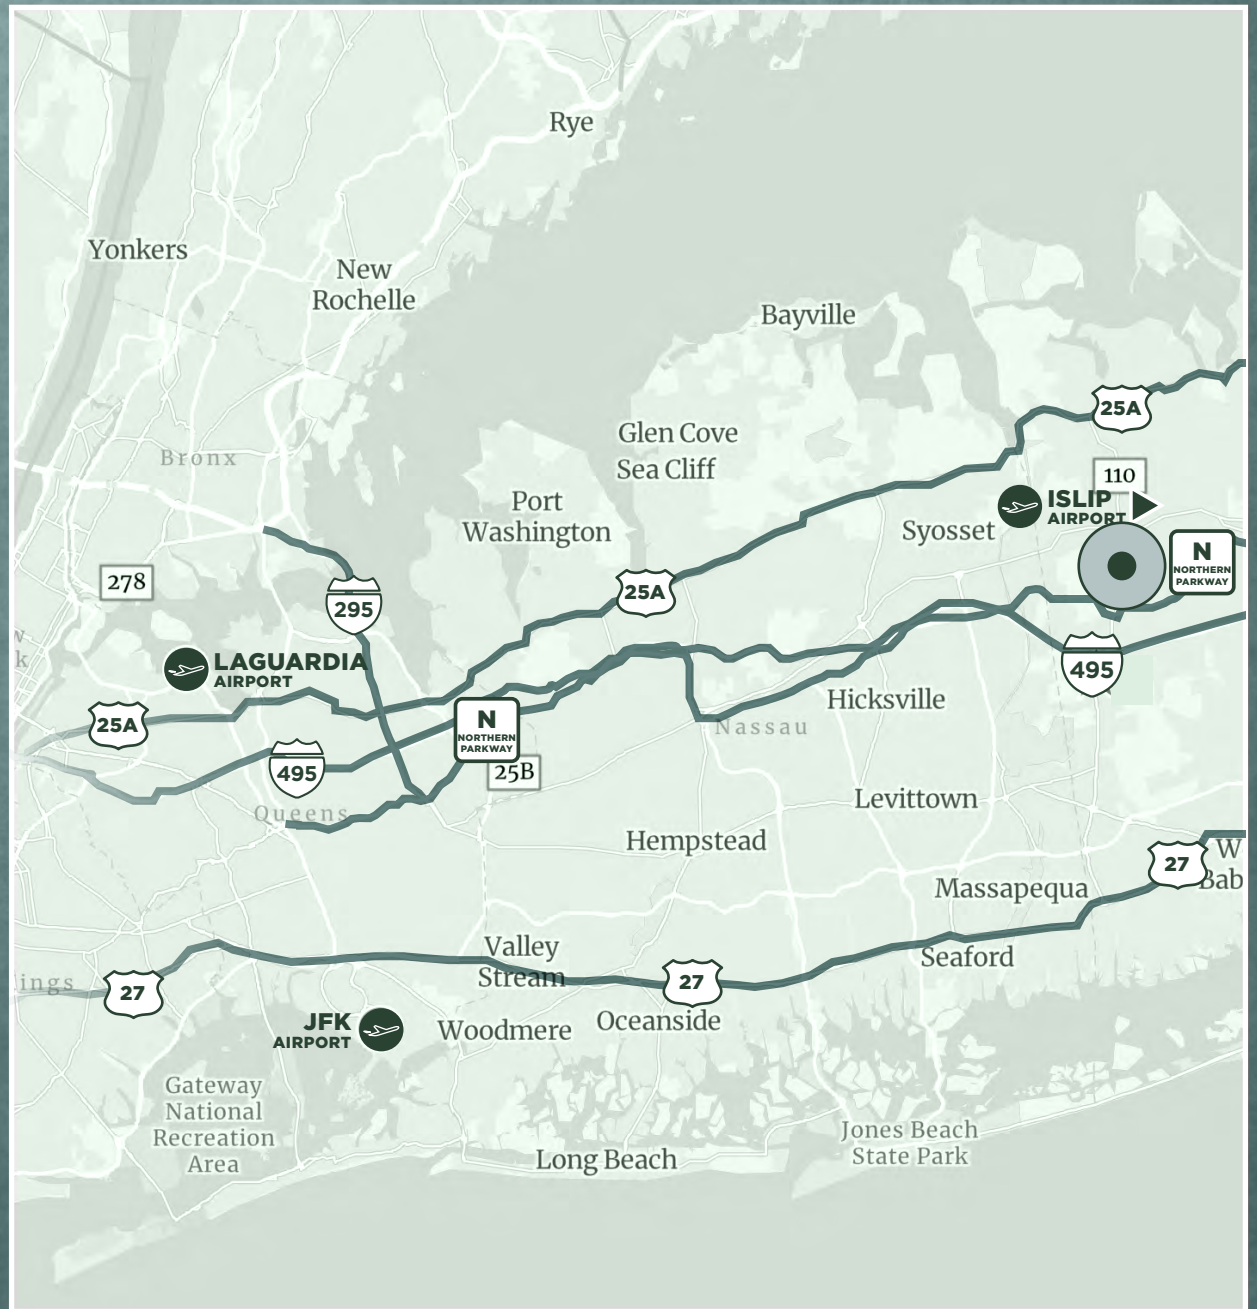 Rye
Yonkers
New
Rochelle
Bayville
25A
Glen Cove
Sea Cliff
Bronx
110
Port
Washington
ISLIP
AIRPORT
Syosset
N
NORTHERN
PARKWAY
278
25A
295
w
k
LAGUARDIA
AIRPORT
495
Hicksville
25A
N
NORTHERN
PARKWAY
Nassau
495
25B
Queens
Levittown
Hempstead
27
W
Bab
Massapequa
Valley
Stream
Seaford
ings
27
27
JFK
AIRPORT
Woodmere
Oceanside
Gateway
National
Recreation
Area
Jones Beach
State Park
Long Beach